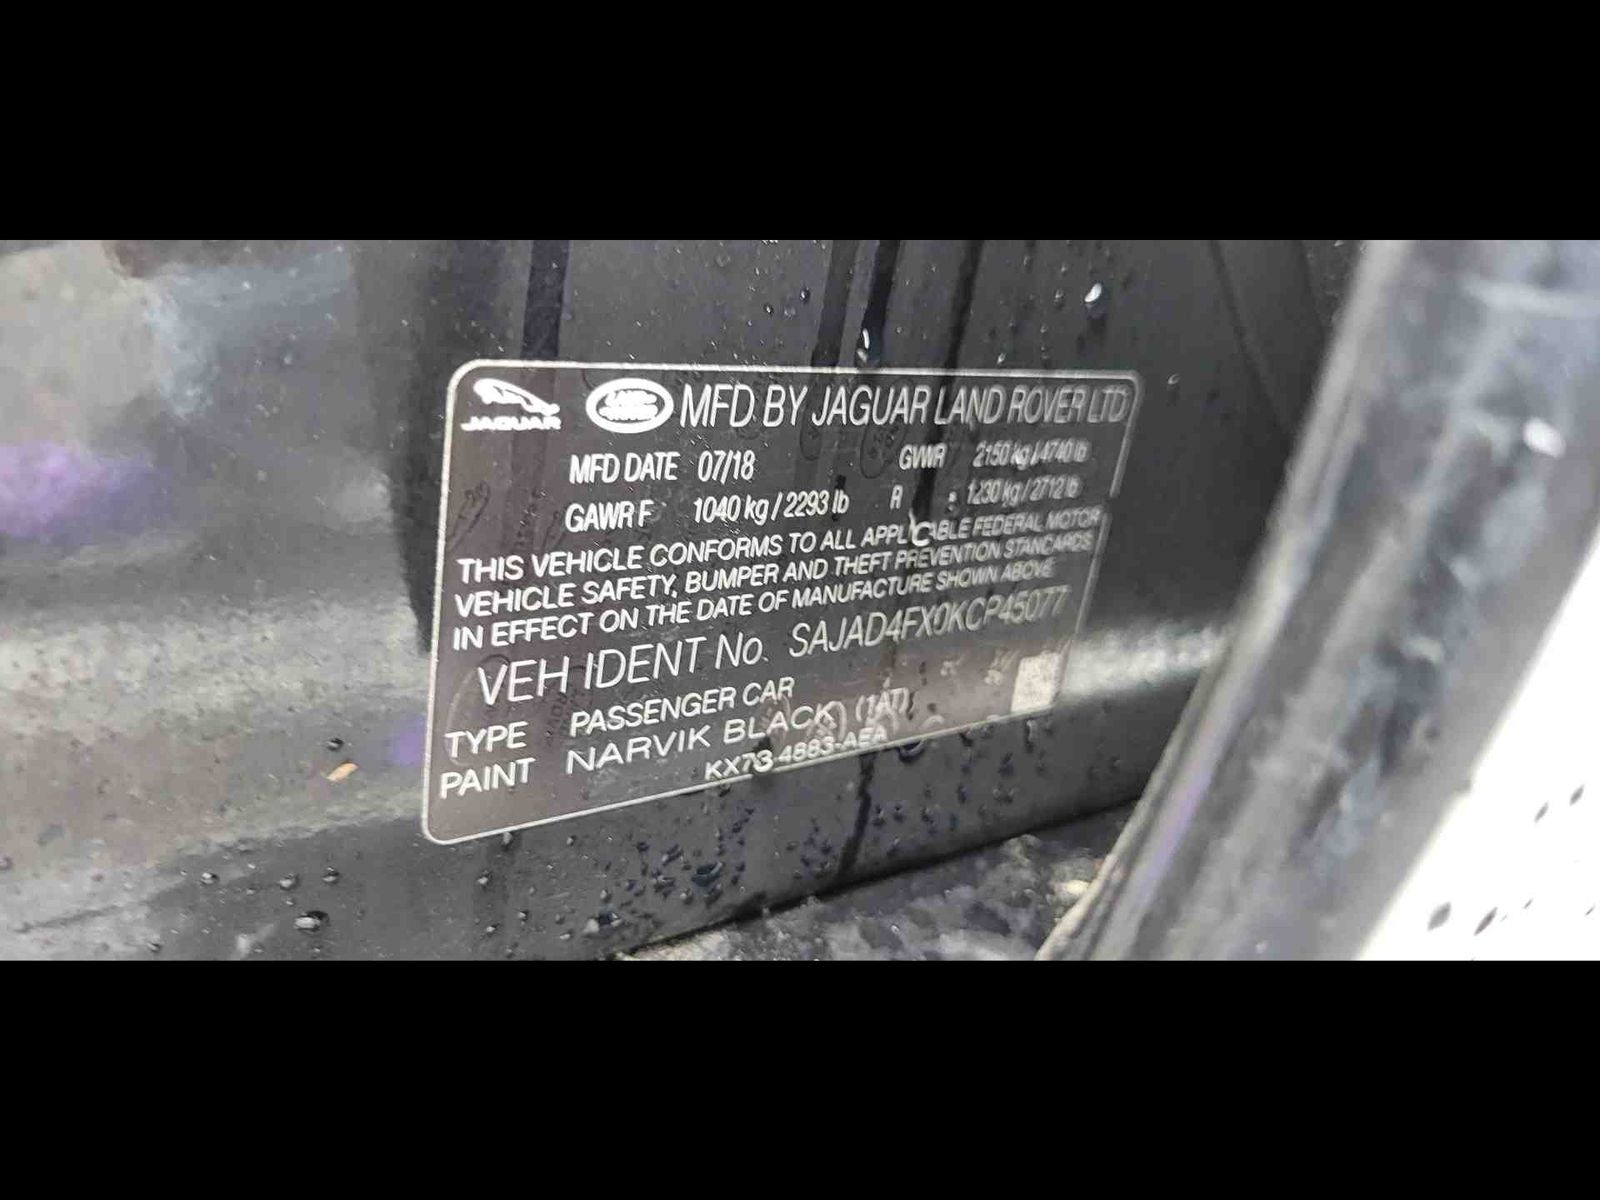 JAGUAR LAND ROVER MFD BY JAGUAR LAND ROVER LTD
MFD DATE 07/18 GVWR 2150 kg / 4740 lb
GAWR F 1040 kg / 2293 lb R : 1230 kg / 2712 lb
THIS VEHICLE CONFORMS TO ALL APPLICABLE FEDERAL MOTOR
VEHICLE SAFETY, BUMPER AND THEFT PREVENTION STANDARDS
IN EFFECT ON THE DATE OF MANUFACTURE SHOWN ABOVE
VEH IDENT No. SAJAD4FX0KCP45077
TYPE PASSENGER CAR
PAINT NARVIK BLACK (1AT)
KX73-4683-AEA